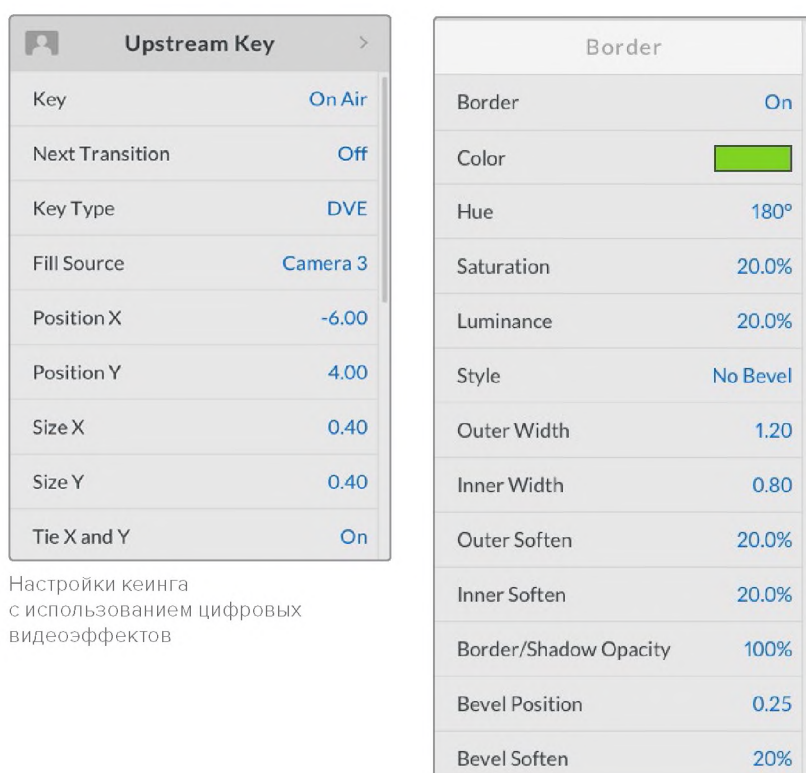 Upstream Key >
Key On Air
Next Transition Off
Key Type DVE
Fill Source Camera 3
Position X -6.00
Position Y 4.00
Size X 0.40
Size Y 0.40
Tie X and Y On
Настройки кеинга
с использованием цифровых
видеоэффектов
Border
Border On
Color
Hue 180°
Saturation 20.0%
Luminance 20.0%
Style No Bevel
Outer Width 1.20
Inner Width 0.80
Outer Soften 20.0%
Inner Soften 20.0%
Border/Shadow Opacity 100%
Bevel Position 0.25
Bevel Soften 20%